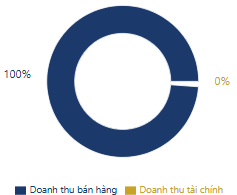 100%
0%
Doanh thu bán hàng
Doanh thu tài chính